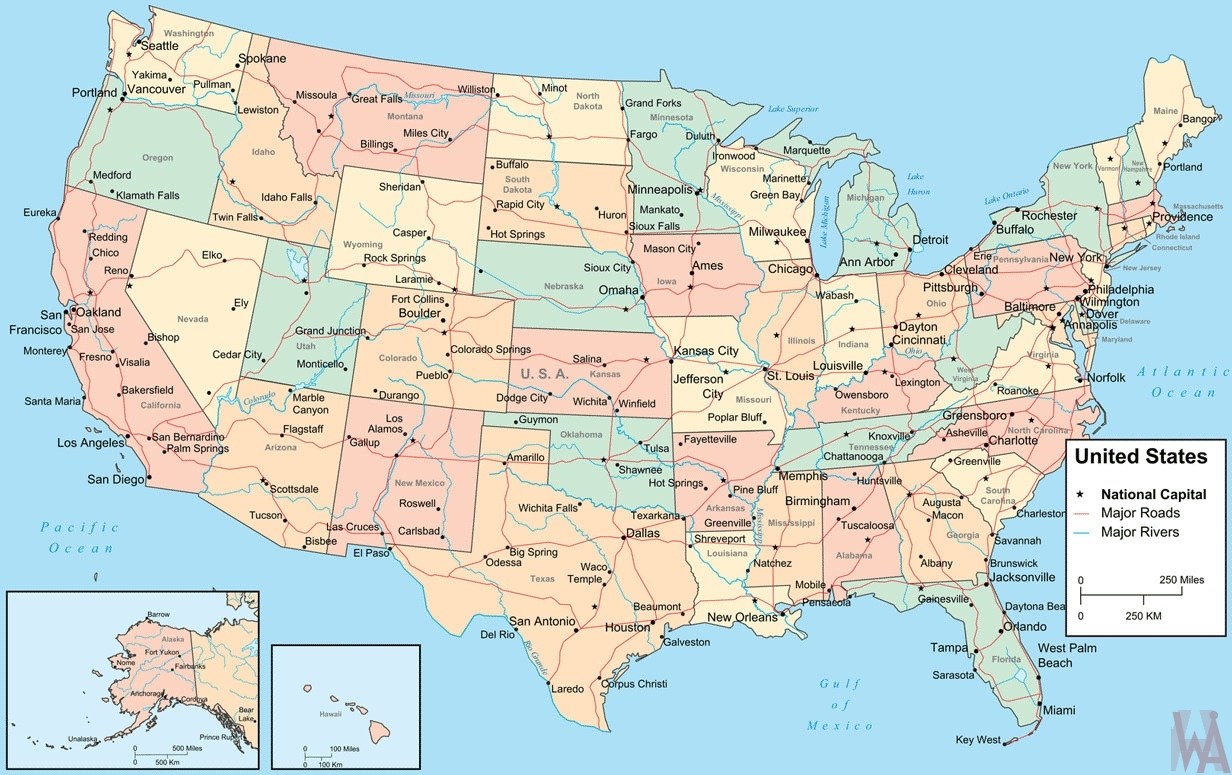 Washington
Seattle
Spokane
Yakima
Pullman
Portland
Vancouver
Lewiston
Oregon
Medford
Klamath Falls
Idaho
Idaho Falls
Twin Falls
Missoula
Great Falls
Missouri
Montana
Miles City
Billings
Williston
Minot
North
Dakota
Grand Forks
Fargo
Minnesota
Duluth
Minneapolis
Mankato
Buffalo
South
Dakota
Rapid City
Huron
Hot Springs
Sioux Falls
Sheridan
Casper
Wyoming
Rock Springs
Laramie
Sioux City
Omaha
Nebraska
Mason City
Ames
Iowa
Lake Superior
Ironwood
Wisconsin
Marquette
Marinette
Green Bay
Mississippi
Milwaukee
Lake Michigan
Michigan
Lake
Huron
Detroit
Ann Arbor
Chicago
Eureka
Redding
Chico
Reno
San
Francisco
Oakland
San Jose
Monterey
Fresno
Visalia
Bishop
Bakersfield
California
Santa Maria
Los Angeles
San Bernardino
Palm Springs
San Diego
Elko
Ely
Nevada
Cedar City
Utah
Monticello
Grand Junction
Colorado
Marble
Canyon
Flagstaff
Arizona
Scottsdale
Tucson
Bisbee
Fort Collins
Boulder
Colorado
Colorado Springs
Pueblo
Durango
Los
Alamos
Gallup
New Mexico
Roswell
Las Cruces
Carlsbad
El Paso
U. S. A.
Salina
Kansas
Dodge City
Wichita
Winfield
Guymon
Oklahoma
Tulsa
Shawnee
Amarillo
Wichita Falls
Texarkana
Dallas
Big Spring
Odessa
Texas
Waco
Temple
Beaumont
San Antonio
Houston
Del Rio
Galveston
Rio Grande
Laredo
Corpus Christi
Kansas City
Jefferson
City
Missouri
St. Louis
Poplar Bluff
Fayetteville
Hot Springs
Pine Bluff
Arkansas
Greenville
Shreveport
Louisiana
New Orleans
Natchez
Mississippi
Mississippi
Memphis
Wabash
Illinois
Indiana
Ohio
Dayton
Cincinnati
Ohio
Louisville
Owensboro
Lexington
Kentucky
Knoxville
Tennessee
Chattanooga
Huntsville
Birmingham
Tuscaloosa
Alabama
Mobile
Pensacola
Cleveland
Erie
Pittsburgh
Pennsylvania
West
Virginia
Virginia
Roanoke
Norfolk
Greensboro
Asheville
Charlotte
North Carolina
Greenville
South
Carolina
Charleston
Augusta
Macon
Georgia
Albany
Savannah
Brunswick
Jacksonville
Gainesville
Daytona Bea
Orlando
Tampa
Sarasota
Florida
West Palm
Beach
Miami
Key West
Maine
Bangor
Portland
Vermont
New
Hampshire
New York
Lake Ontario
Rochester
Buffalo
Massachusetts
Providence
Rhode Island
Connecticut
New York
New Jersey
Philadelphia
Wilmington
Baltimore
Dover
Delaware
Annapolis
Maryland
Atlantic
Ocean
Pacific
Ocean
Gulf
of
Mexico
United States
National Capital
Major Roads
Major Rivers
0
250 Miles
0
250 KM
Barrow
Alaska
Fort Yukon
Nome
Fairbanks
Anchorage
Cordova
Bear
Lake
Unalaska
Prince Rupert
0
500 Miles
0
500 Km
Hawaii
0
100 Miles
0
100 Km
WA